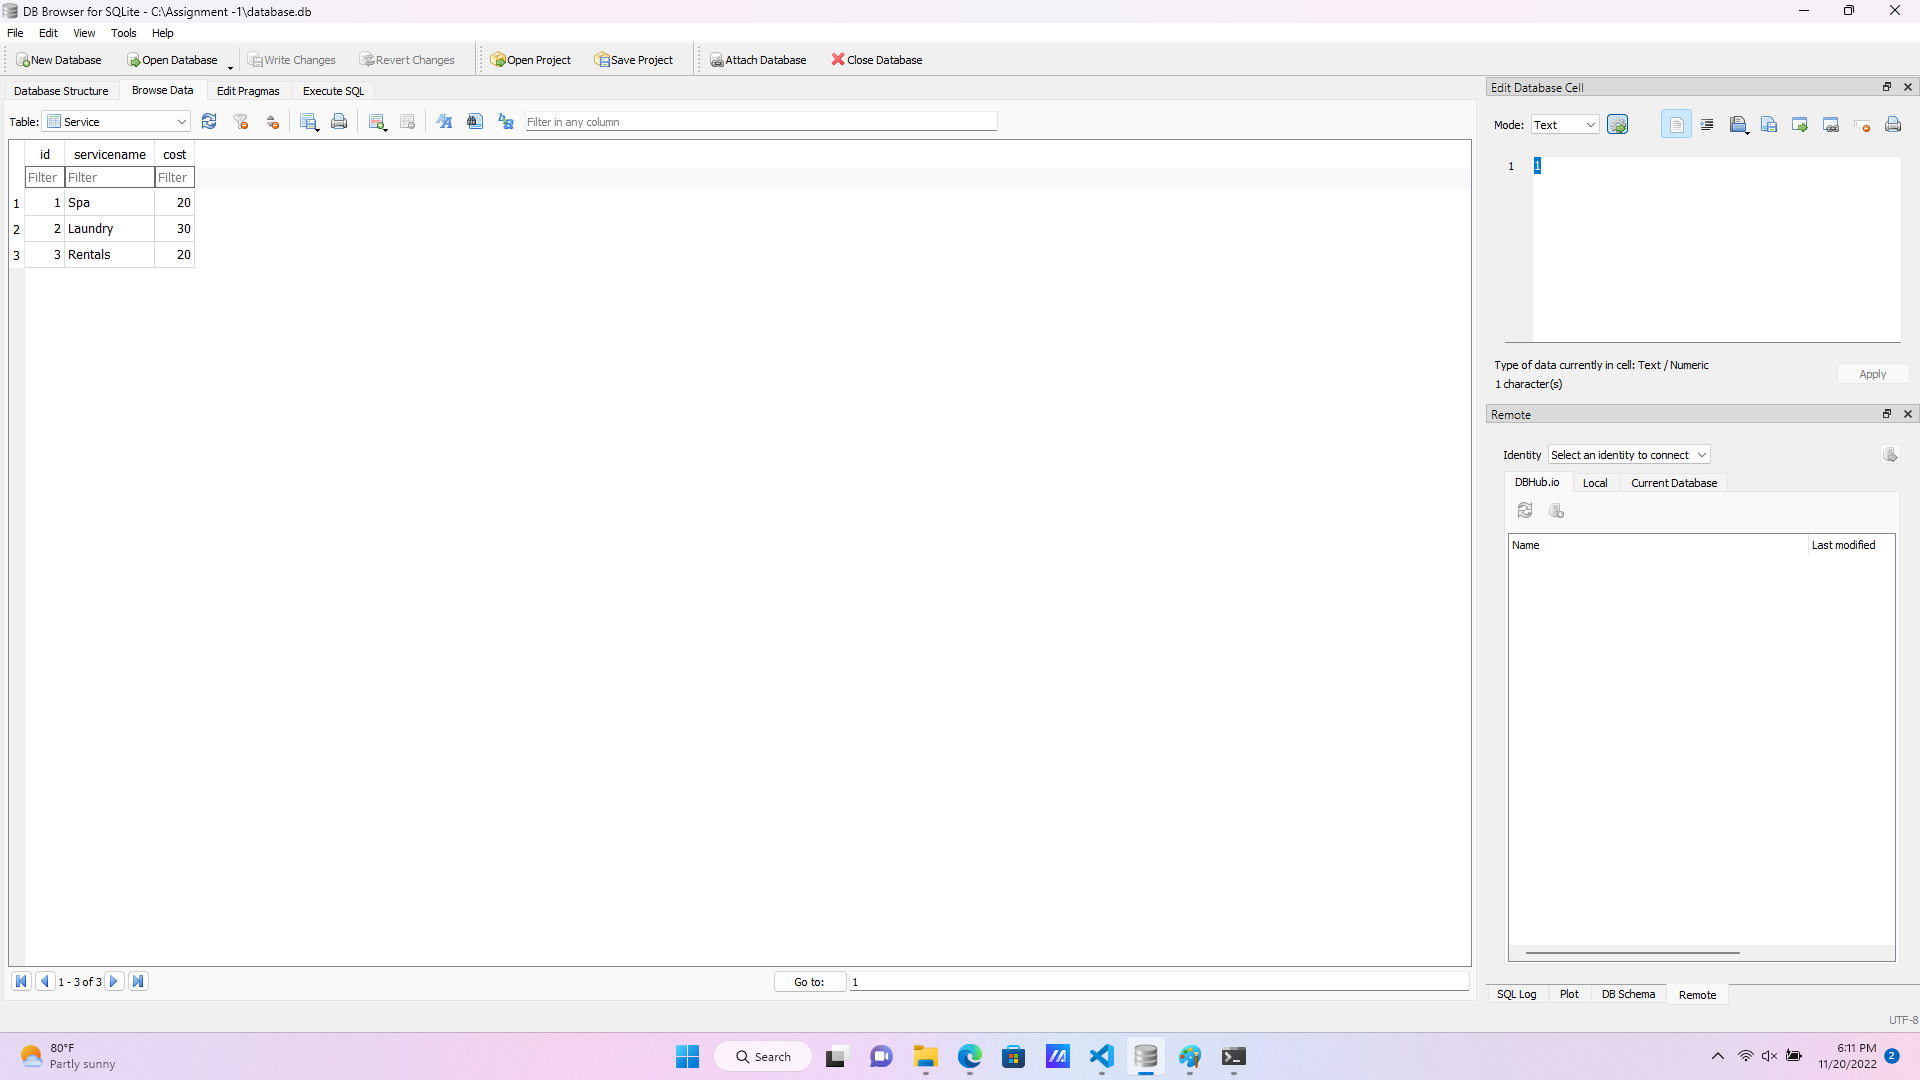 DB Browser for SQLite - C:\Assignment -1\database.db
File Edit View Tools Help
New Database Open Database Write Changes Revert Changes Open Project Save Project Attach Database Close Database
Database Structure Browse Data Edit Pragmas Execute SQL
Table: Service Filter in any column
id servicename cost
Filter Filter Filter
1 1 Spa 20
2 2 Laundry 30
3 3 Rentals 20
1 - 3 of 3 Go to: 1
Edit Database Cell
Mode: Text
1 1
Type of data currently in cell: Text / Numeric
1 character(s)
Apply
Remote
Identity Select an identity to connect
DBHub.io Local Current Database
Name Last modified
SQL Log Plot DB Schema Remote
UTF-8
80°F
Partly sunny
Search
6:11 PM
11/20/2022
2